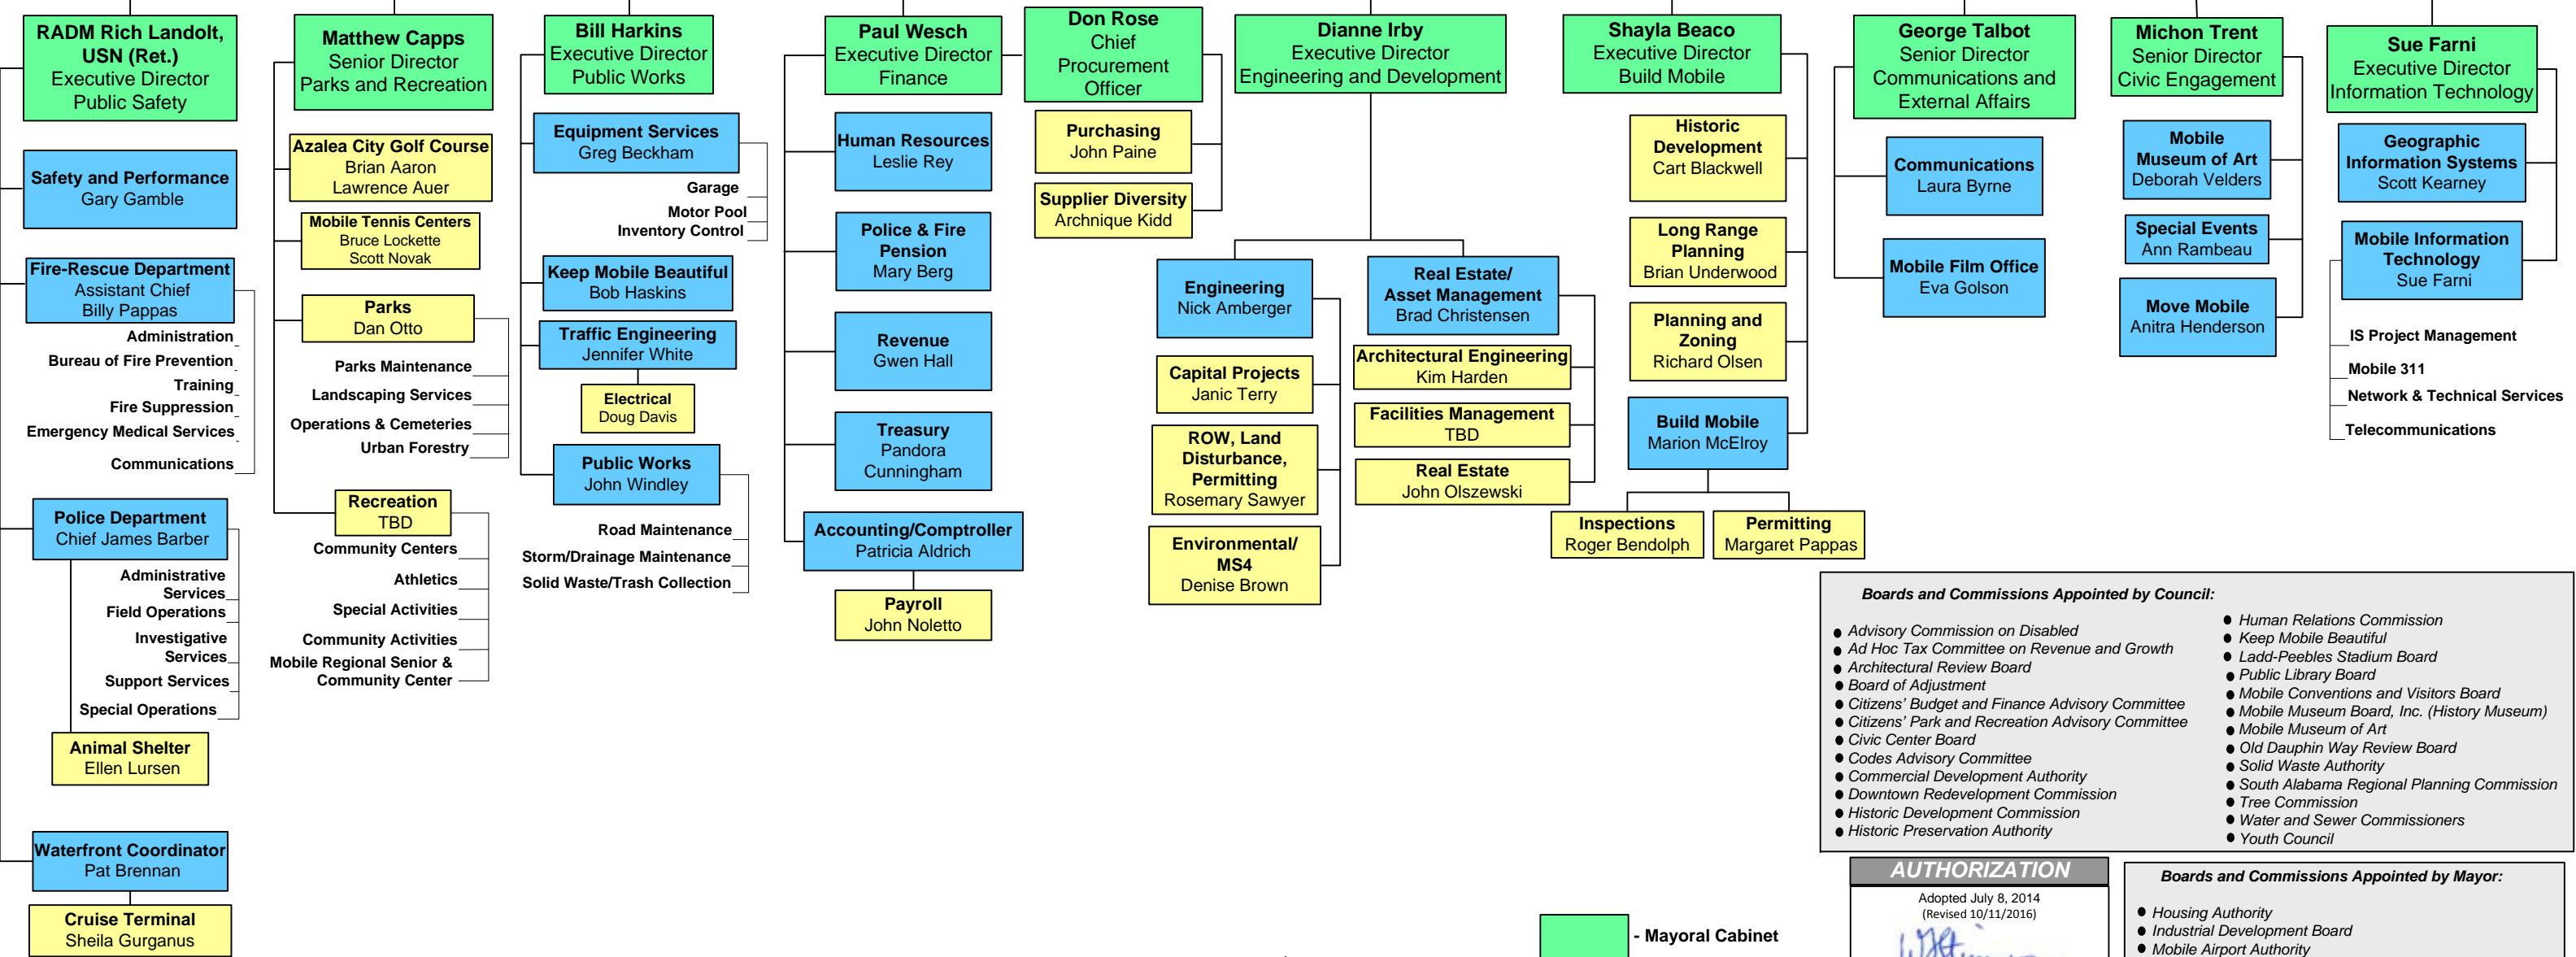 RADM Rich Landolt,
USN (Ret.)
Executive Director
Public Safety
Safety and Performance
Gary Gamble
Fire-Rescue Department
Assistant Chief
Billy Pappas
Administration
Bureau of Fire Prevention
Training
Fire Suppression
Emergency Medical Services
Communications
Police Department
Chief James Barber
Administrative
Services
Field Operations
Investigative
Services
Support Services
Special Operations
Animal Shelter
Ellen Lursen
Waterfront Coordinator
Pat Brennan
Cruise Terminal
Sheila Gurganus
Matthew Capps
Senior Director
Parks and Recreation
Azalea City Golf Course
Brian Aaron
Lawrence Auer
Mobile Tennis Centers
Bruce Lockette
Scott Novak
Parks
Dan Otto
Parks Maintenance
Landscaping Services
Operations & Cemeteries
Urban Forestry
Recreation
TBD
Community Centers
Athletics
Special Activities
Community Activities
Mobile Regional Senior &
Community Center
Bill Harkins
Executive Director
Public Works
Equipment Services
Greg Beckham
Garage
Motor Pool
Inventory Control
Keep Mobile Beautiful
Bob Haskins
Traffic Engineering
Jennifer White
Electrical
Doug Davis
Public Works
John Windley
Road Maintenance
Storm/Drainage Maintenance
Solid Waste/Trash Collection
Paul Wesch
Executive Director
Finance
Human Resources
Leslie Rey
Police & Fire
Pension
Mary Berg
Revenue
Gwen Hall
Treasury
Pandora
Cunningham
Accounting/Comptroller
Patricia Aldrich
Payroll
John Noletto
Don Rose
Chief
Procurement
Officer
Purchasing
John Paine
Supplier Diversity
Archnique Kidd
Dianne Irby
Executive Director
Engineering and Development
Engineering
Nick Amberger
Capital Projects
Janic Terry
ROW, Land
Disturbance,
Permitting
Rosemary Sawyer
Environmental/
MS4
Denise Brown
Real Estate/
Asset Management
Brad Christensen
Architectural Engineering
Kim Harden
Facilities Management
TBD
Real Estate
John Olszewski
Shayla Beaco
Executive Director
Build Mobile
Historic
Development
Cart Blackwell
Long Range
Planning
Brian Underwood
Planning and
Zoning
Richard Olsen
Build Mobile
Marion McElroy
Inspections
Roger Bendolph
Permitting
Margaret Pappas
George Talbot
Senior Director
Communications and
External Affairs
Communications
Laura Byrne
Mobile Film Office
Eva Golson
Michon Trent
Senior Director
Civic Engagement
Mobile
Museum of Art
Deborah Velders
Special Events
Ann Rambeau
Move Mobile
Anitra Henderson
Sue Farni
Executive Director
Information Technology
Geographic
Information Systems
Scott Kearney
Mobile Information
Technology
Sue Farni
IS Project Management
Mobile 311
Network & Technical Services
Telecommunications
Boards and Commissions Appointed by Council:
● Advisory Commission on Disabled
● Ad Hoc Tax Committee on Revenue and Growth
● Architectural Review Board
● Board of Adjustment
● Citizens' Budget and Finance Advisory Committee
● Citizens' Park and Recreation Advisory Committee
● Civic Center Board
● Codes Advisory Committee
● Commercial Development Authority
● Downtown Redevelopment Commission
● Historic Development Commission
● Historic Preservation Authority
● Human Relations Commission
● Keep Mobile Beautiful
● Ladd-Peebles Stadium Board
● Public Library Board
● Mobile Conventions and Visitors Board
● Mobile Museum Board, Inc. (History Museum)
● Mobile Museum of Art
● Old Dauphin Way Review Board
● Solid Waste Authority
● South Alabama Regional Planning Commission
● Tree Commission
● Water and Sewer Commissioners
● Youth Council
- Mayoral Cabinet
AUTHORIZATION
Adopted July 8, 2014
(Revised 10/11/2016)
Boards and Commissions Appointed by Mayor:
● Housing Authority
● Industrial Development Board
● Mobile Airport Authority